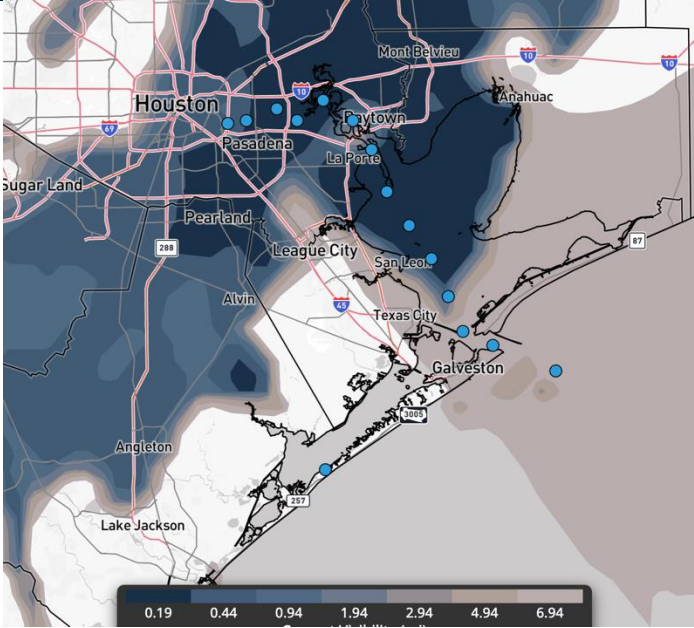 Mont Belvieu
10
10
10
Houston
Anahuac
69
Baytown
Pasadena
La Porte
Sugar Land
Pearland
288
87
League City
San Leon
Alvin
45
Texas City
Galveston
3005
Angleton
257
Lake Jackson
0.19 0.44 0.94 1.94 2.94 4.94 6.94